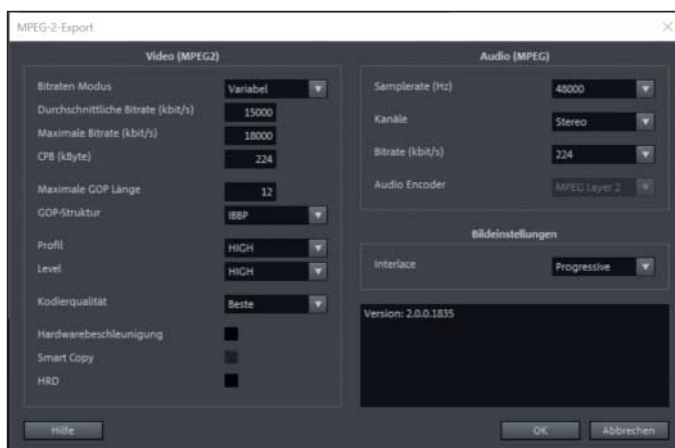 MPEG-2-Export
Video (MPEG2)
Bitraten Modus Variabel
Durchschnittliche Bitrate (kbit/s) 15000
Maximale Bitrate (kbit/s) 18000
CPB (kByte) 224
Maximale GOP Länge 12
GOP-Struktur IBBP
Profil HIGH
Level HIGH
Kodierqualität Beste
Hardwarebeschleunigung
Smart Copy
HRD
Audio (MPEG)
Samplerate (Hz) 48000
Kanäle Stereo
Bitrate (kbit/s) 224
Audio Encoder MPEG Layer 2
Bildeinstellungen
Interlace Progressive
Version: 2.0.0.1835
Hilfe OK Abbrechen